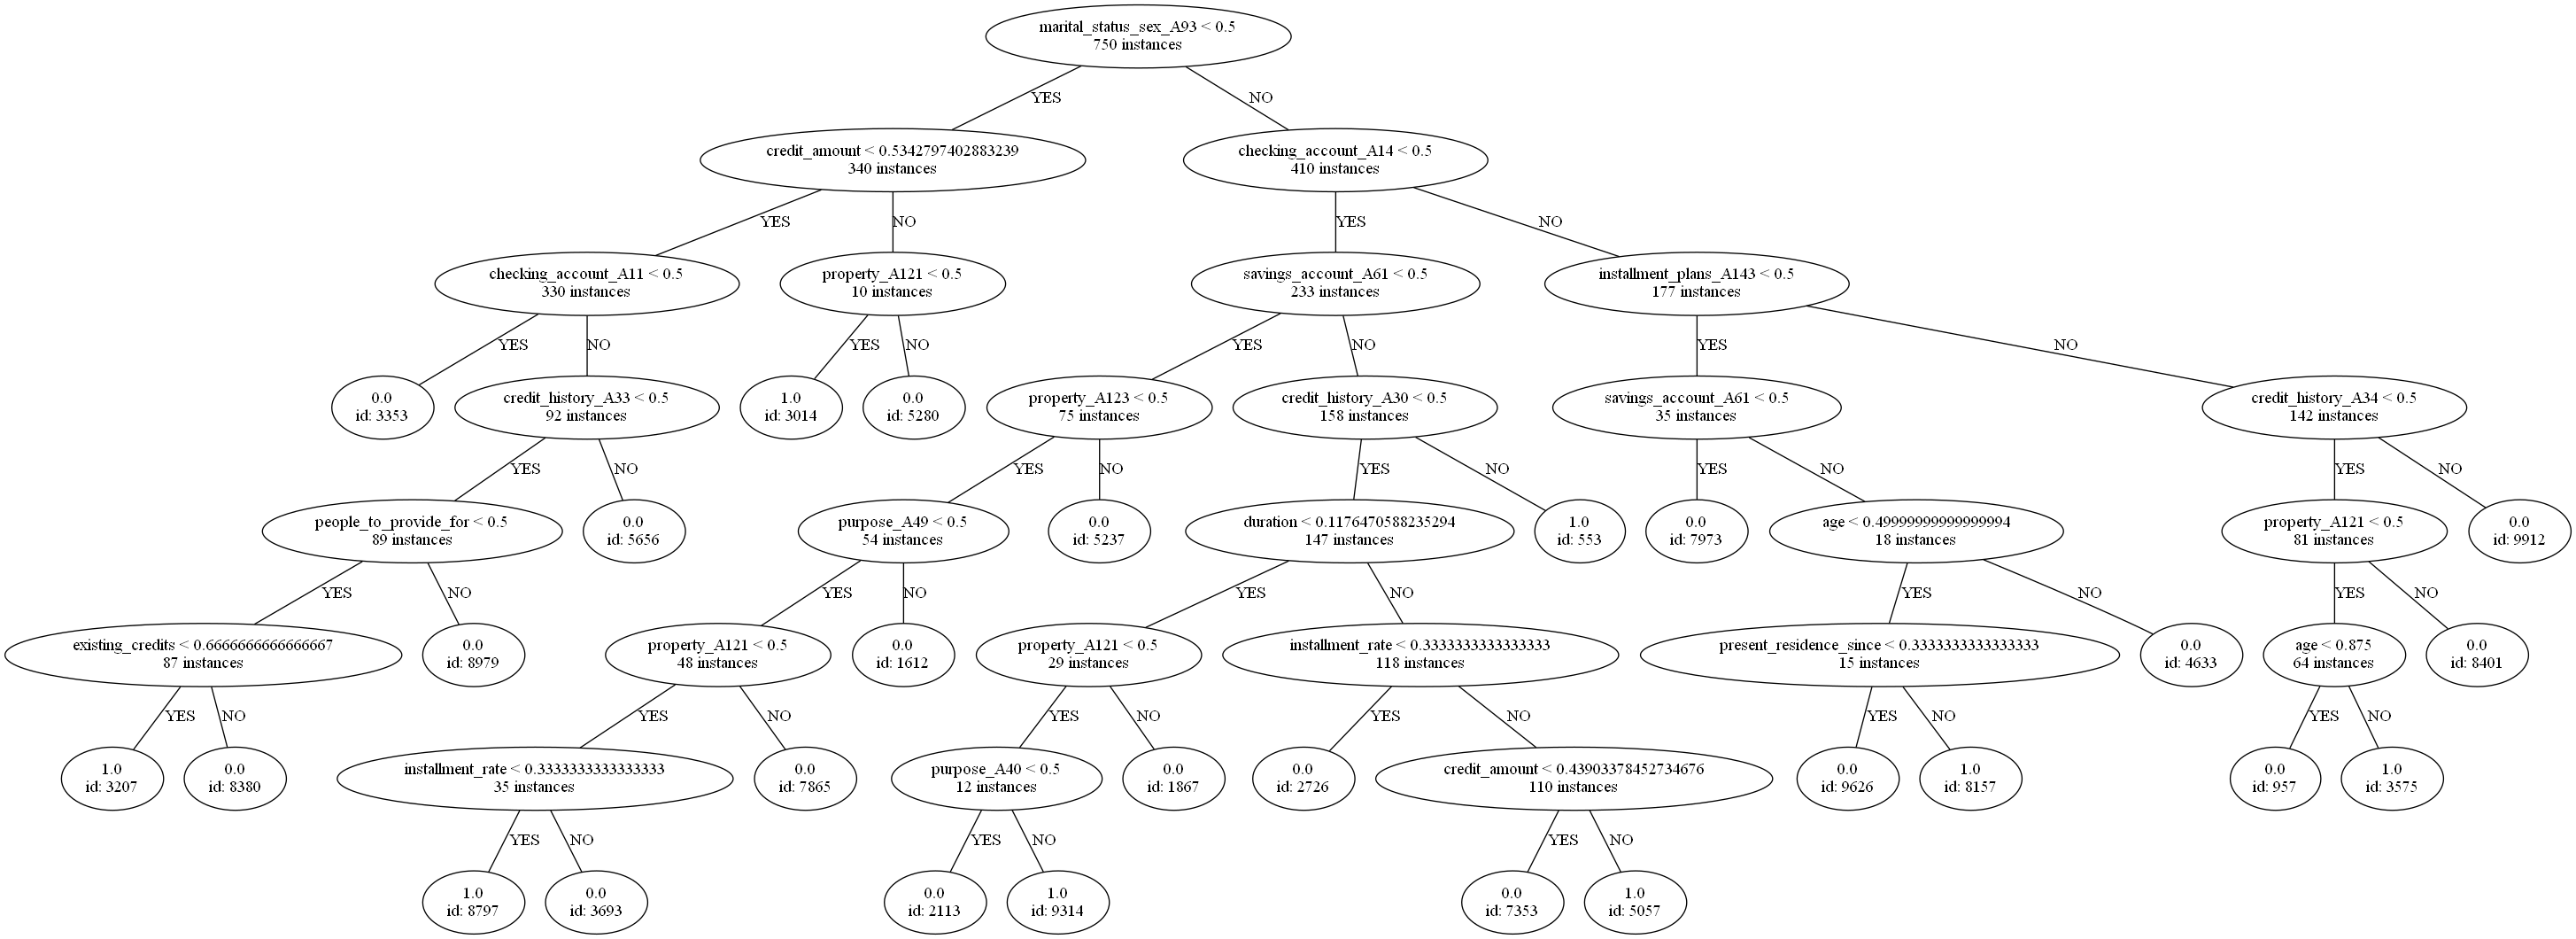 marital_status_sex_A93 < 0.5
750 instances
YES
NO
credit_amount < 0.5342797402883239
340 instances
checking_account_A14 < 0.5
410 instances
YES
NO
YES
NO
checking_account_A11 < 0.5
330 instances
property_A121 < 0.5
10 instances
savings_account_A61 < 0.5
233 instances
installment_plans_A143 < 0.5
177 instances
YES
NO
YES
NO
YES
NO
YES
NO
0.0
id: 3353
credit_history_A33 < 0.5
92 instances
1.0
id: 3014
0.0
id: 5280
property_A123 < 0.5
75 instances
credit_history_A30 < 0.5
158 instances
savings_account_A61 < 0.5
35 instances
credit_history_A34 < 0.5
142 instances
YES
NO
YES
NO
YES
NO
YES
NO
YES
NO
people_to_provide_for < 0.5
89 instances
0.0
id: 5656
purpose_A49 < 0.5
54 instances
0.0
id: 5237
duration < 0.1176470588235294
147 instances
1.0
id: 553
0.0
id: 7973
age < 0.49999999999999994
18 instances
property_A121 < 0.5
81 instances
0.0
id: 9912
YES
NO
YES
NO
YES
NO
YES
NO
YES
NO
existing_credits < 0.6666666666666667
87 instances
0.0
id: 8979
property_A121 < 0.5
48 instances
0.0
id: 1612
property_A121 < 0.5
29 instances
installment_rate < 0.3333333333333333
118 instances
present_residence_since < 0.3333333333333333
15 instances
0.0
id: 4633
age < 0.875
64 instances
0.0
id: 8401
YES
NO
YES
NO
YES
NO
YES
NO
YES
NO
YES
NO
1.0
id: 3207
0.0
id: 8380
installment_rate < 0.3333333333333333
35 instances
0.0
id: 7865
purpose_A40 < 0.5
12 instances
0.0
id: 1867
0.0
id: 2726
credit_amount < 0.43903378452734676
110 instances
0.0
id: 9626
1.0
id: 8157
0.0
id: 957
1.0
id: 3575
YES
NO
YES
NO
YES
NO
1.0
id: 8797
0.0
id: 3693
0.0
id: 2113
1.0
id: 9314
0.0
id: 7353
1.0
id: 5057